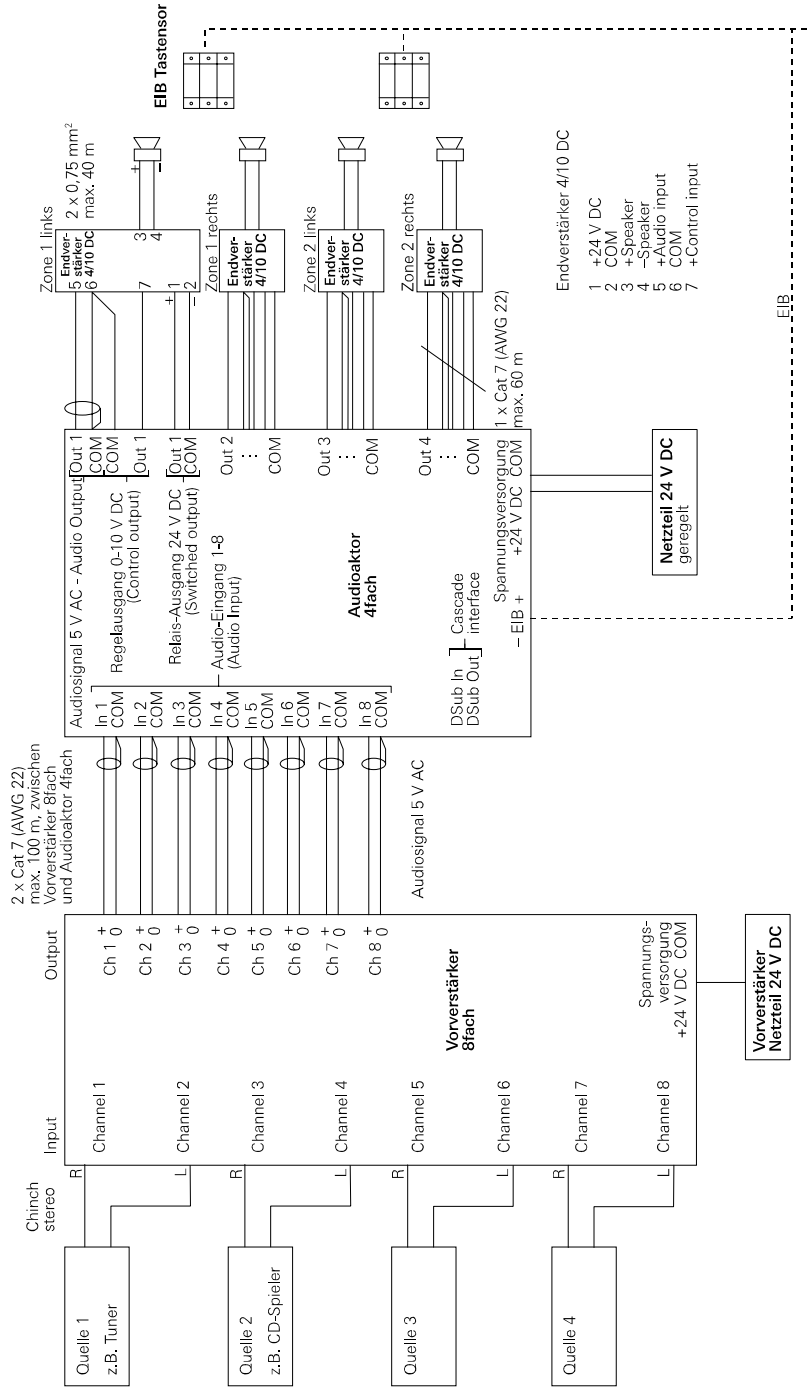 Chinch
stereo
Quelle 1
z.B. Tuner
Quelle 2
z.B. CD-Spieler
Quelle 3
Quelle 4
R
L
R
L
R
L
R
L
Input
Channel 1
Channel 2
Channel 3
Channel 4
Channel 5
Channel 6
Channel 7
Channel 8
Vorverstärker
8fach
Output
Ch 1 + 0
Ch 2 + 0
Ch 3 + 0
Ch 4 + 0
Ch 5 + 0
Ch 6 + 0
Ch 7 + 0
Ch 8 + 0
Spannungs-
versorgung
+24 V DC COM
Vorverstärker
Netzteil 24 V DC
2 x Cat 7 (AWG 22)
max. 100 m, zwischen
Vorverstärker 8fach
und Audioaktor 4fach
Audiosignal 5 V AC
In 1
COM
In 2
COM
In 3
COM
In 4
COM
In 5
COM
In 6
COM
In 7
COM
In 8
COM
Audiosignal 5 V AC - Audio Output
Regelausgang 0-10 V DC
(Control output)
Relais-Ausgang 24 V DC
(Switched output)
Audio-Eingang 1-8
(Audio Input)
Audioaktor
4fach
DSub In
DSub Out
Cascade
interface
– EIB +
Spannungsversorgung
+24 V DC COM
Netzteil 24 V DC
geregelt
Out 1
COM
COM
Out 1
Out 1
COM
Out 2
COM
Out 3
COM
Out 4
COM
1 x Cat 7 (AWG 22)
max. 60 m
Zone 1 links
5
6
7
+ 1
– 2
Endver-
stärker
4/10 DC
3
4
+
–
2 x 0,75 mm²
max. 40 m
Zone 1 rechts
Endver-
stärker
4/10 DC
Zone 2 links
Endver-
stärker
4/10 DC
Zone 2 rechts
Endver-
stärker
4/10 DC
EIB Tastensor
Endverstärker 4/10 DC
1 +24 V DC
2 COM
3 +Speaker
4 –Speaker
5 +Audio input
6 COM
7 +Control input
EIB